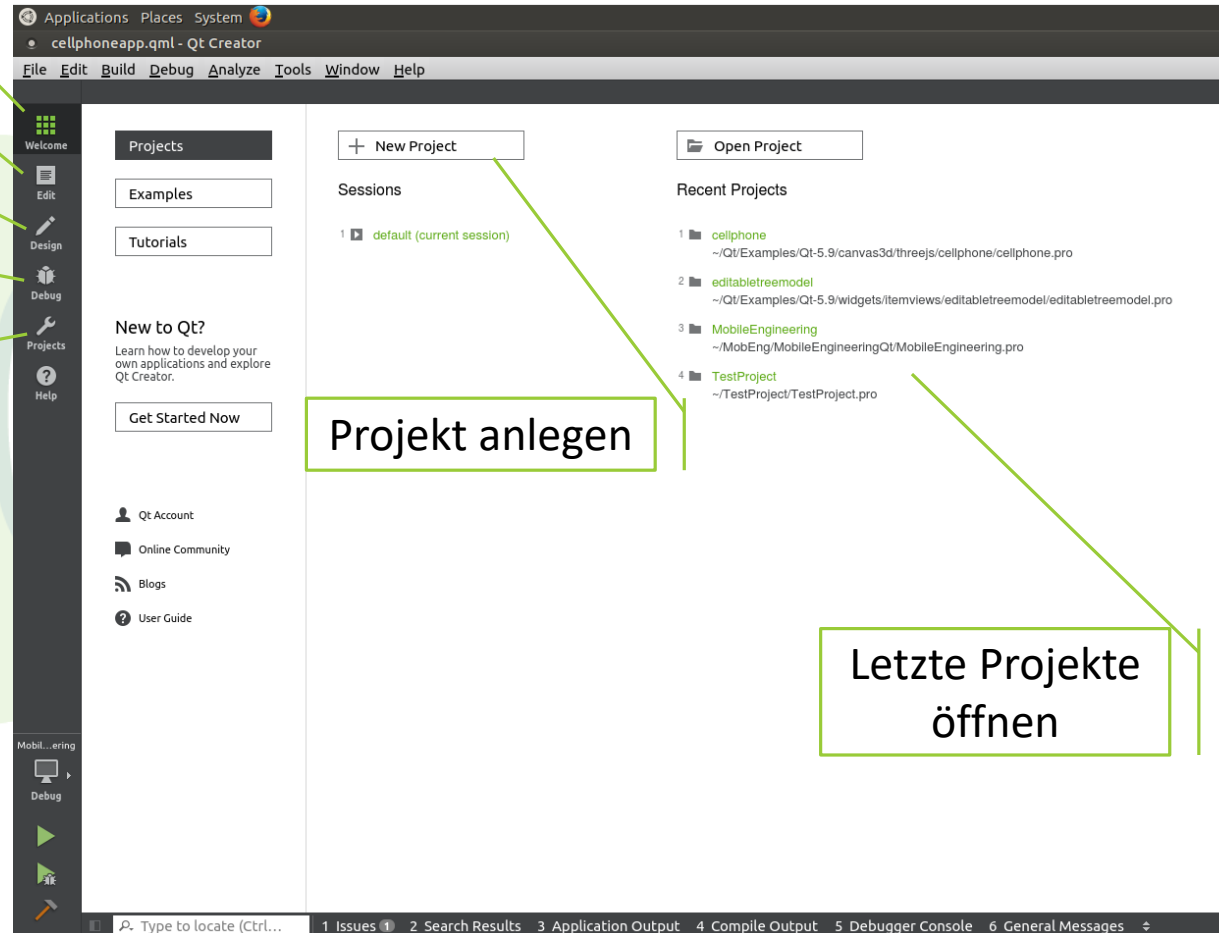 Applications Places System
cellphoneapp.qml - Qt Creator
File Edit Build Debug Analyze Tools Window Help
Welcome
Edit
Design
Debug
Projects
Help
Projects
Examples
Tutorials
New to Qt?
Learn how to develop your
own applications and explore
Qt Creator.
Get Started Now
Qt Account
Online Community
Blogs
User Guide
+ New Project
Sessions
1 default (current session)
Open Project
Recent Projects
1 cellphone
~/Qt/Examples/Qt-5.9/canvas3d/threejs/cellphone/cellphone.pro
2 editabletreemodel
~/Qt/Examples/Qt-5.9/widgets/itemviews/editabletreemodel/editabletreemodel.pro
3 MobileEngineering
~/MobEng/MobileEngineeringQt/MobileEngineering.pro
4 TestProject
~/TestProject/TestProject.pro
Projekt anlegen
Letzte Projekte
öffnen
Mobil...ering
Debug
Type to locate (Ctrl...
1 Issues 1 2 Search Results 3 Application Output 4 Compile Output 5 Debugger Console 6 General Messages